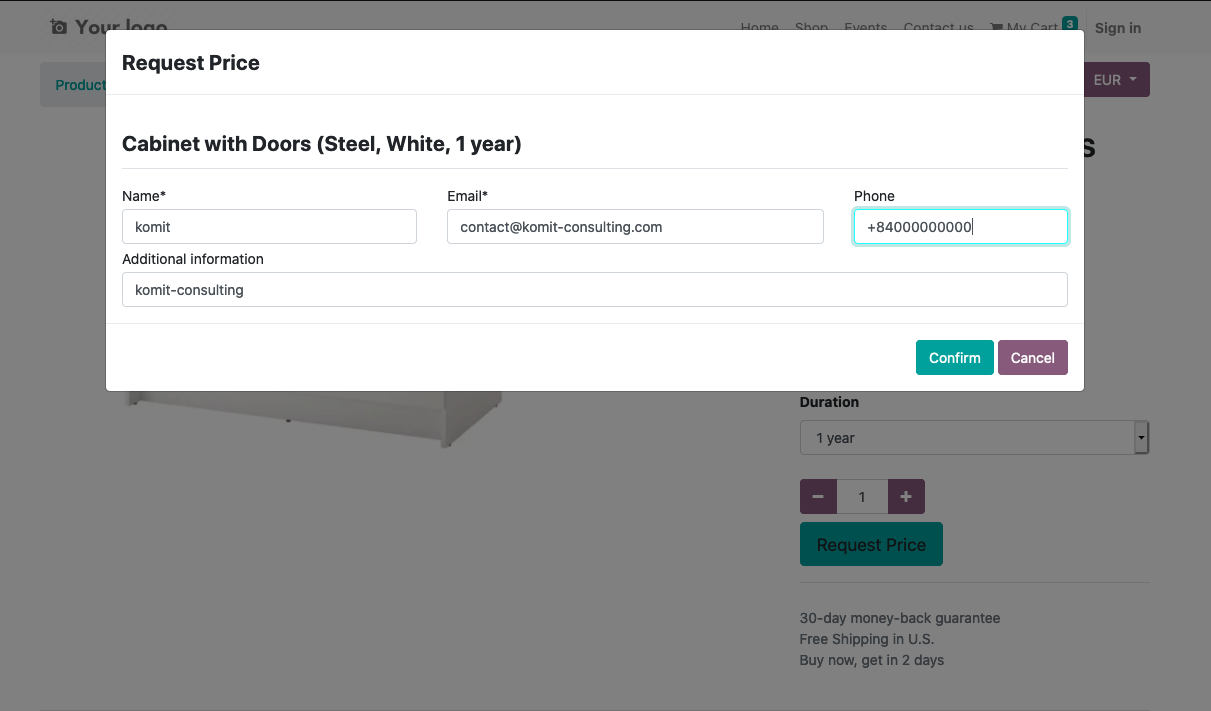 Your logo
Home Shop Events Contact us My Cart 3 Sign in
Request Price
Product
EUR
Cabinet with Doors (Steel, White, 1 year)
Name* Email* Phone
komit contact@komit-consulting.com +84000000000
Additional information
komit-consulting
Confirm Cancel
Duration
1 year
1
Request Price
30-day money-back guarantee
Free Shipping in U.S.
Buy now, get in 2 days